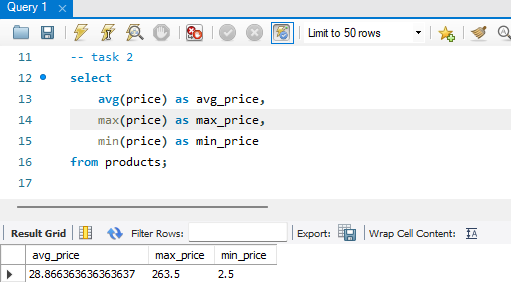 Query 1
Limit to 50 rows
11 -- task 2
12 select
13 avg(price) as avg_price,
14 max(price) as max_price,
15 min(price) as min_price
16 from products;
17
Result Grid Filter Rows: Export: Wrap Cell Content:
avg_price max_price min_price
28.866363636363637 263.5 2.5